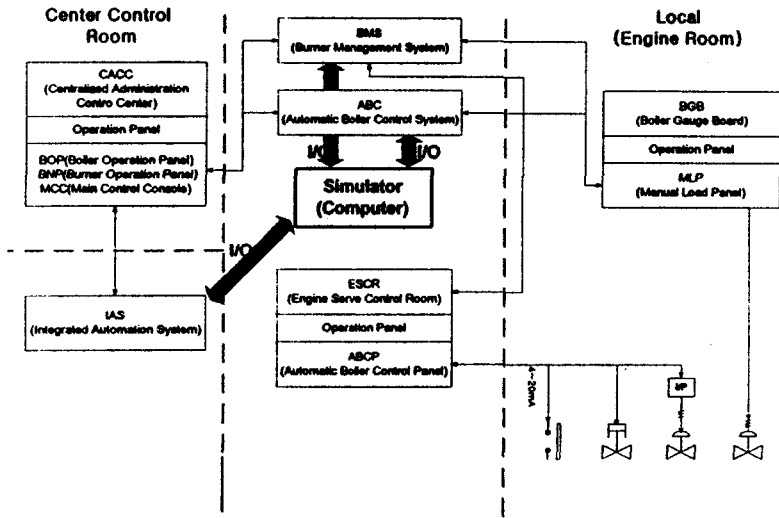 Center Control
Room
CACC
(Centralised Administration
Contro Center)
Operation Panel
BOP(Boiler Operation Panel)
BNP(Burner Operation Panel)
MCC(Main Control Console)
I/O
IAS
(Integrated Automation System)
BMS
(Burner Management System)
ABC
(Automatic Boiler Control System)
I/O
I/O
Simulator
(Computer)
ESCR
(Engine Serve Control Room)
Operation Panel
ABCP
(Automatic Boiler Control Panel)
Local
(Engine Room)
BGB
(Boiler Gauge Board)
Operation Panel
MLP
(Manual Load Panel)
4~20mA
I/P